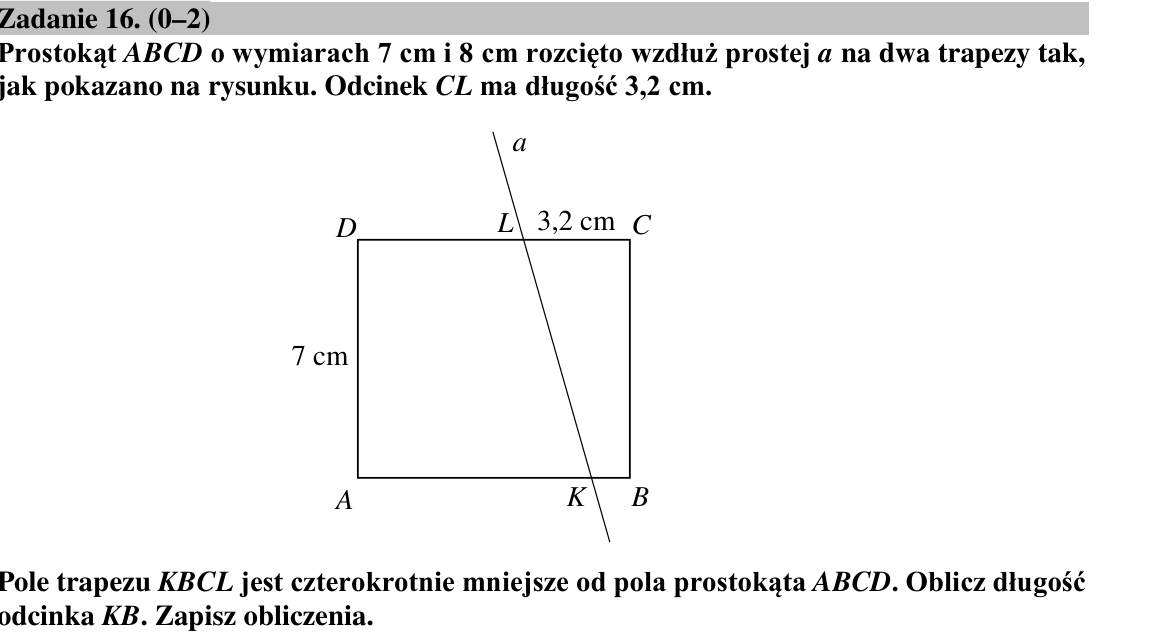 Zadanie 16. (0–2)
Prostokąt ABCD o wymiarach 7 cm i 8 cm rozcięto wzdłuż prostej a na dwa trapezy tak,
jak pokazano na rysunku. Odcinek CL ma długość 3,2 cm.
a
D L 3,2 cm C
7 cm
A K B
Pole trapezu KBCL jest czterokrotnie mniejsze od pola prostokąta ABCD. Oblicz długość
odcinka KB. Zapisz obliczenia.